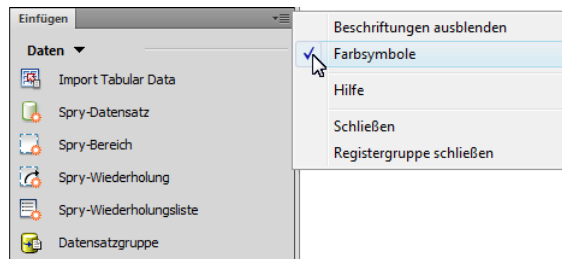 Einfügen
Daten
Import Tabular Data
Spry-Datensatz
Spry-Bereich
Spry-Wiederholung
Spry-Wiederholungsliste
Datensatzgruppe
Beschriftungen ausblenden
Farbsymbole
Hilfe
Schließen
Registergruppe schließen